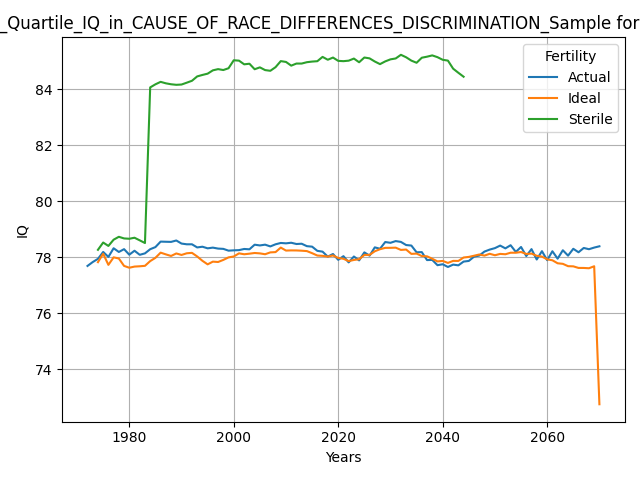 _Quartile_IQ_in_CAUSE_OF_RACE_DIFFERENCES_DISCRIMINATION_Sample for
Fertility
Actual
Ideal
Sterile
84
82
80
78
76
74
IQ
1980
2000
2020
2040
2060
Years